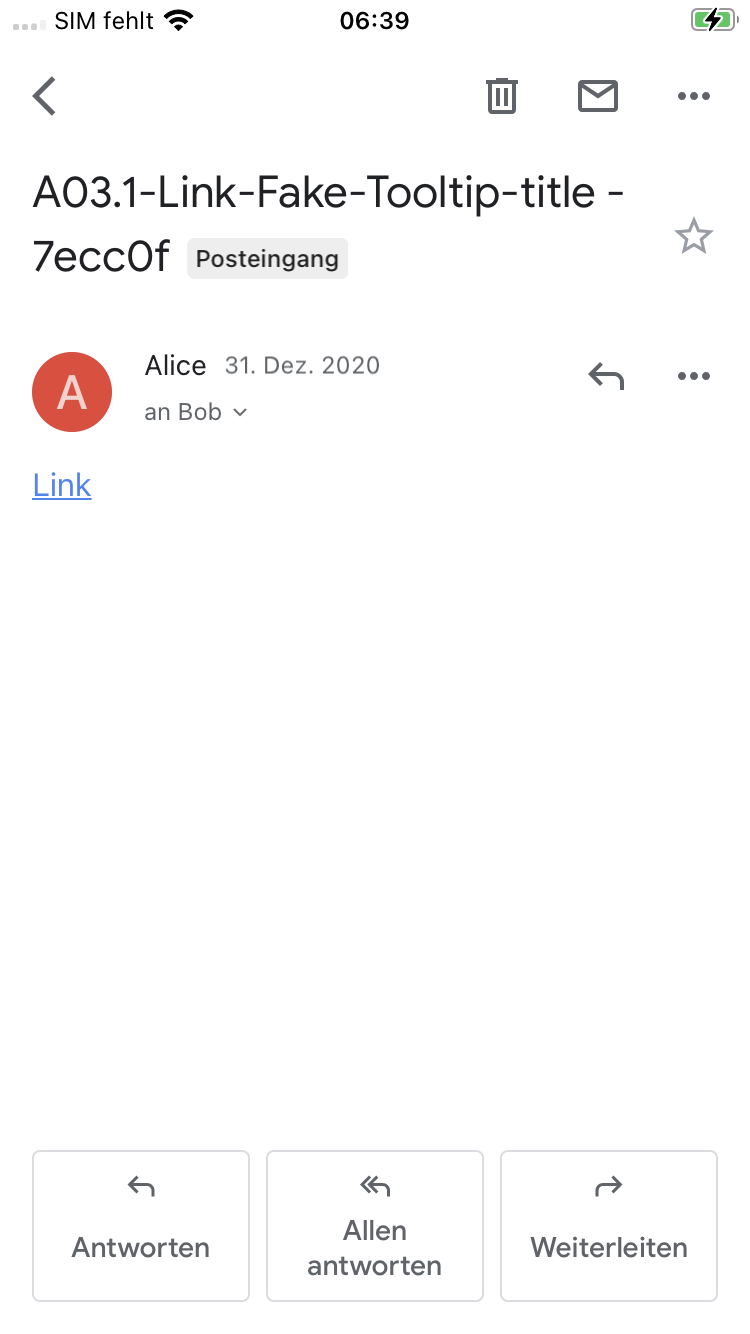 SIM fehlt 06:39
A03.1-Link-Fake-Tooltip-title -
7ecc0f Posteingang
A
Alice 31. Dez. 2020
an Bob
Link
Antworten
Allen
antworten
Weiterleiten